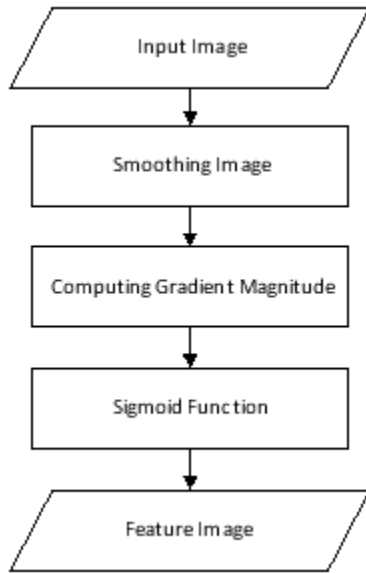 Input Image
Smoothing Image
Computing Gradient Magnitude
Sigmoid Function
Feature Image